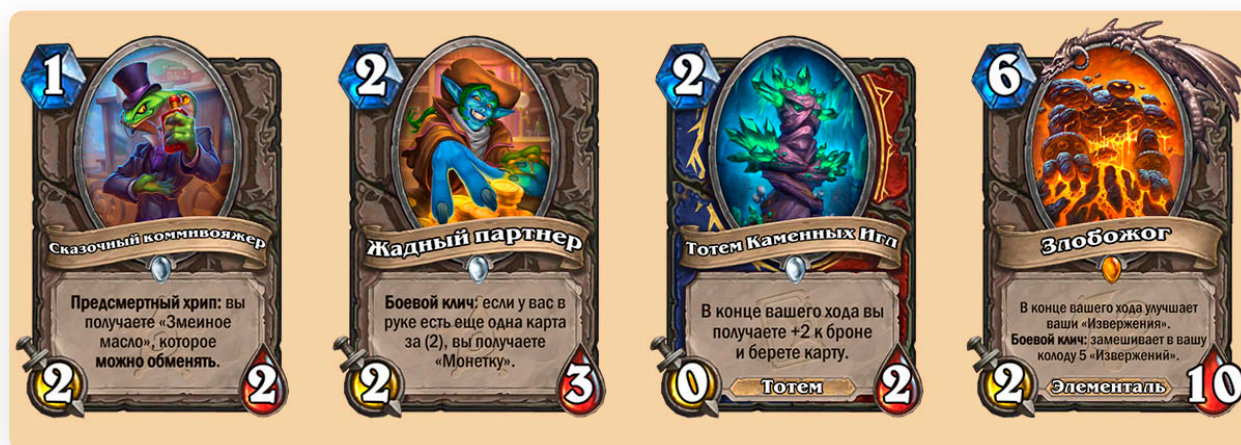 1
Сказочный коммивояжер
Предсмертный хрип: вы
получаете «Змеиное
масло», которое
можно обменять.
2
2
2
Жадный партнер
Боевой клич: если у вас в
руке есть еще одна карта
за (2), вы получаете
«Монетку».
2
3
2
Тотем Каменных Игл
В конце вашего хода вы
получаете +2 к броне
и берете карту.
0
Тотем
2
6
Злобожог
В конце вашего хода улучшает
ваши «Извержения».
Боевой клич: замешивает в вашу
колоду 5 «Извержений».
2
Элементаль
10